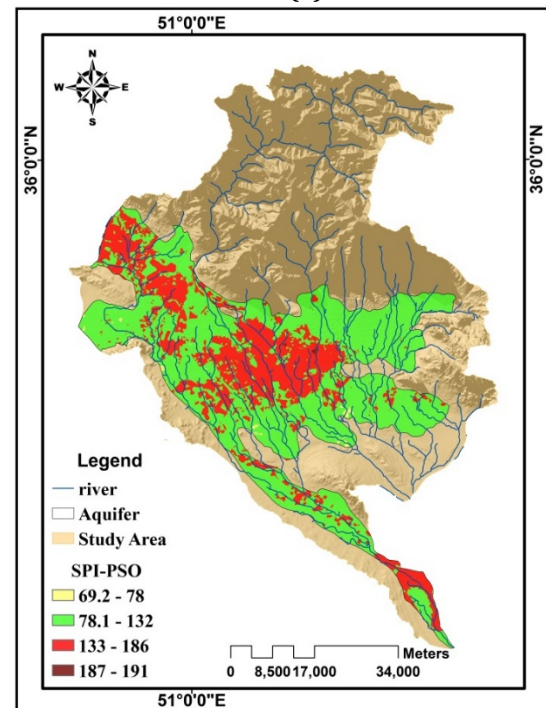 51°0'0"E
N
W E
S
36°0'0"N
36°0'0"N
Legend
river
Aquifer
Study Area
SPI-PSO
69.2 - 78
78.1 - 132
133 - 186
187 - 191
Meters
0 8,500 17,000 34,000
51°0'0"E